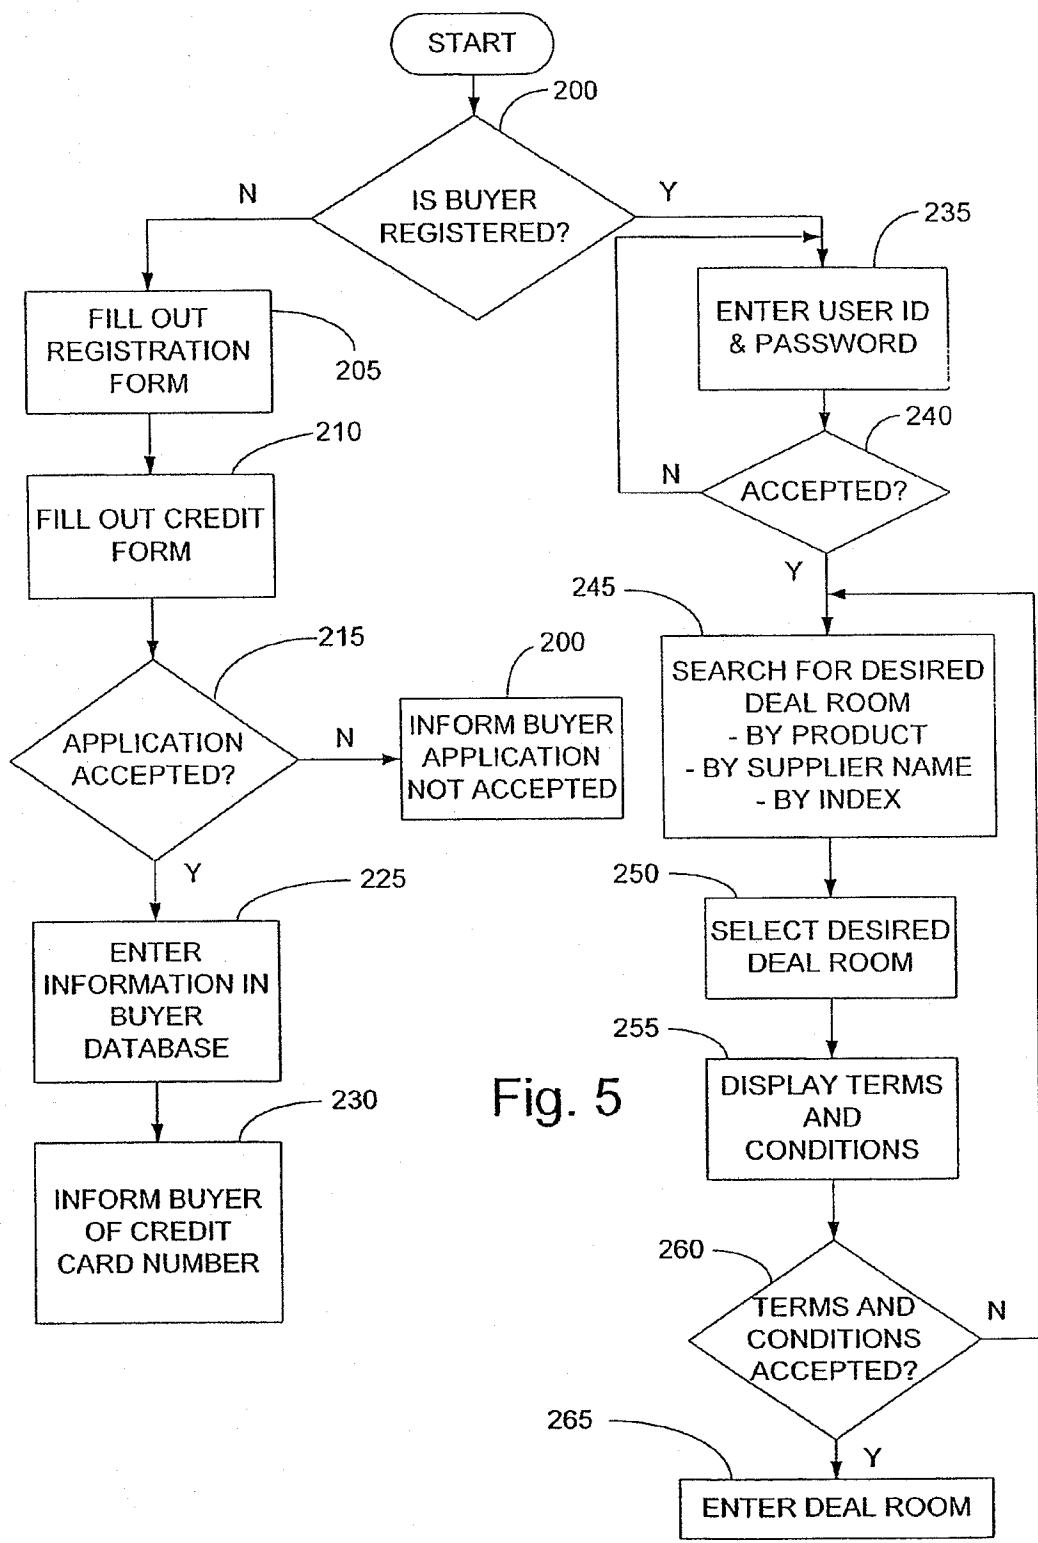 START
200
IS BUYER
REGISTERED?
N
Y
FILL OUT
REGISTRATION
FORM
205
210
FILL OUT CREDIT
FORM
215
APPLICATION
ACCEPTED?
N
200
INFORM BUYER
APPLICATION
NOT ACCEPTED
Y
225
ENTER
INFORMATION IN
BUYER
DATABASE
230
INFORM BUYER
OF CREDIT
CARD NUMBER
235
ENTER USER ID
& PASSWORD
240
ACCEPTED?
N
Y
245
SEARCH FOR DESIRED
DEAL ROOM
- BY PRODUCT
- BY SUPPLIER NAME
- BY INDEX
250
SELECT DESIRED
DEAL ROOM
255
DISPLAY TERMS
AND
CONDITIONS
260
TERMS AND
CONDITIONS
ACCEPTED?
N
Y
265
ENTER DEAL ROOM
Fig. 5